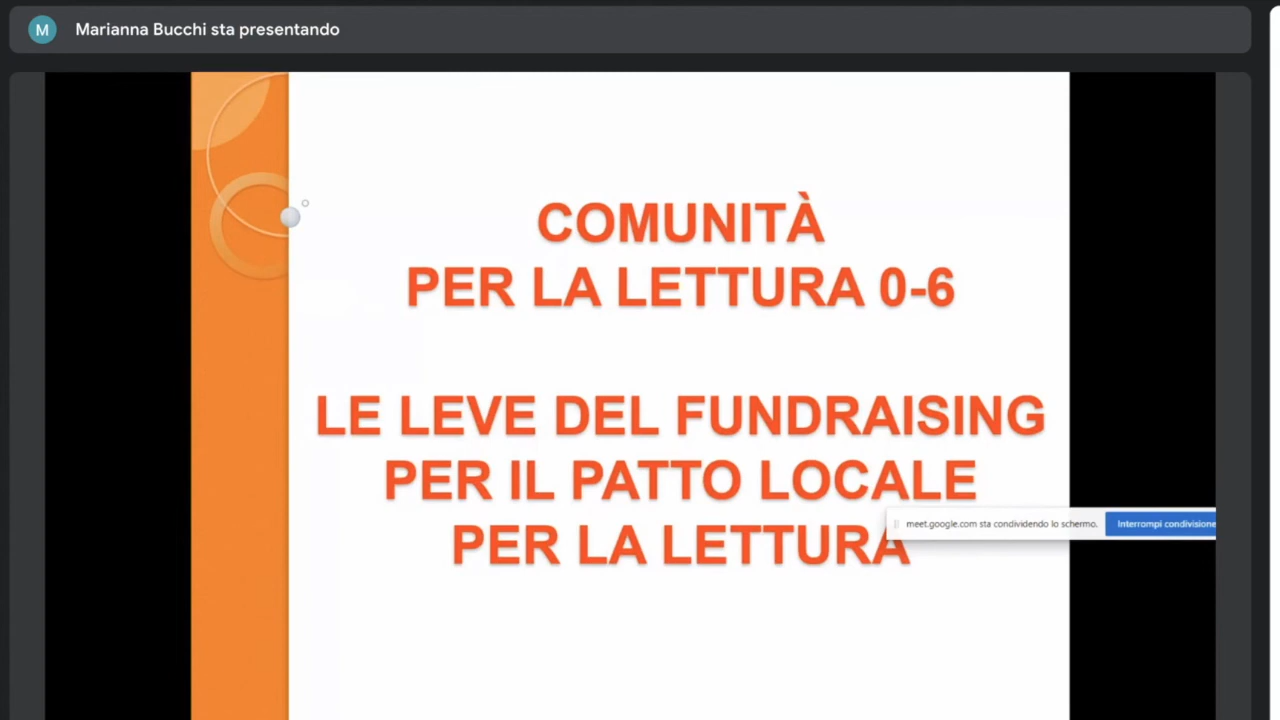 M
Marianna Bucchi sta presentando
COMUNITÀ
PER LA LETTURA 0-6
LE LEVE DEL FUNDRAISING
PER IL PATTO LOCALE
PER LA LETTURA
meet.google.com sta condividendo lo schermo.
Interrompi condivisione